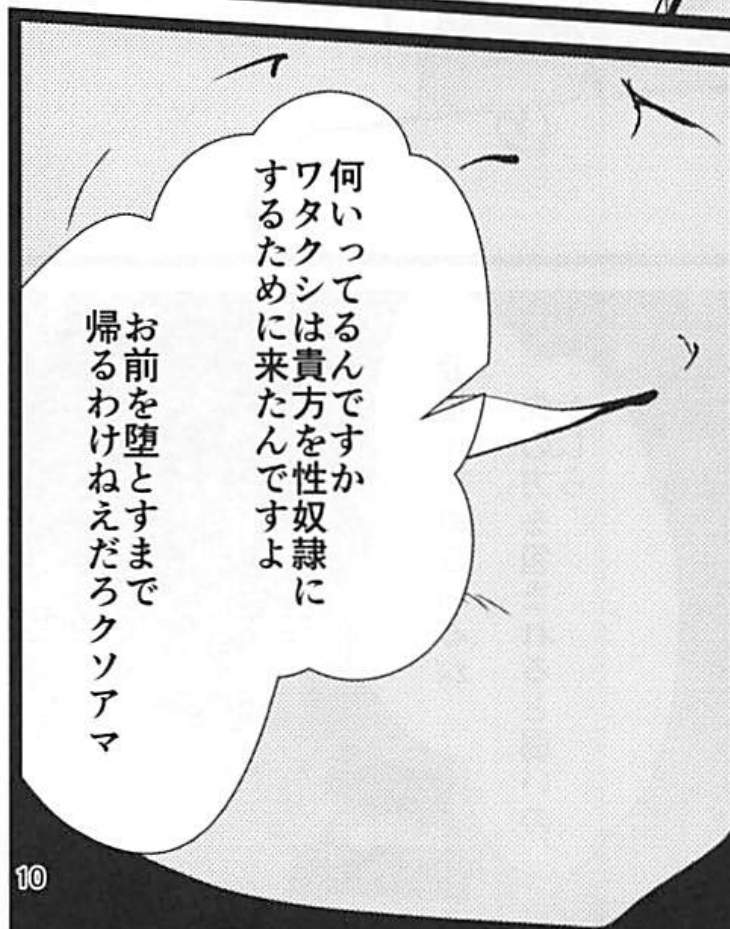 何いってるんですか
ワタクシは貴方を性奴隷に
するために来たんですよ
お前を堕とすまで
帰るわけねえだろクソアマ
10